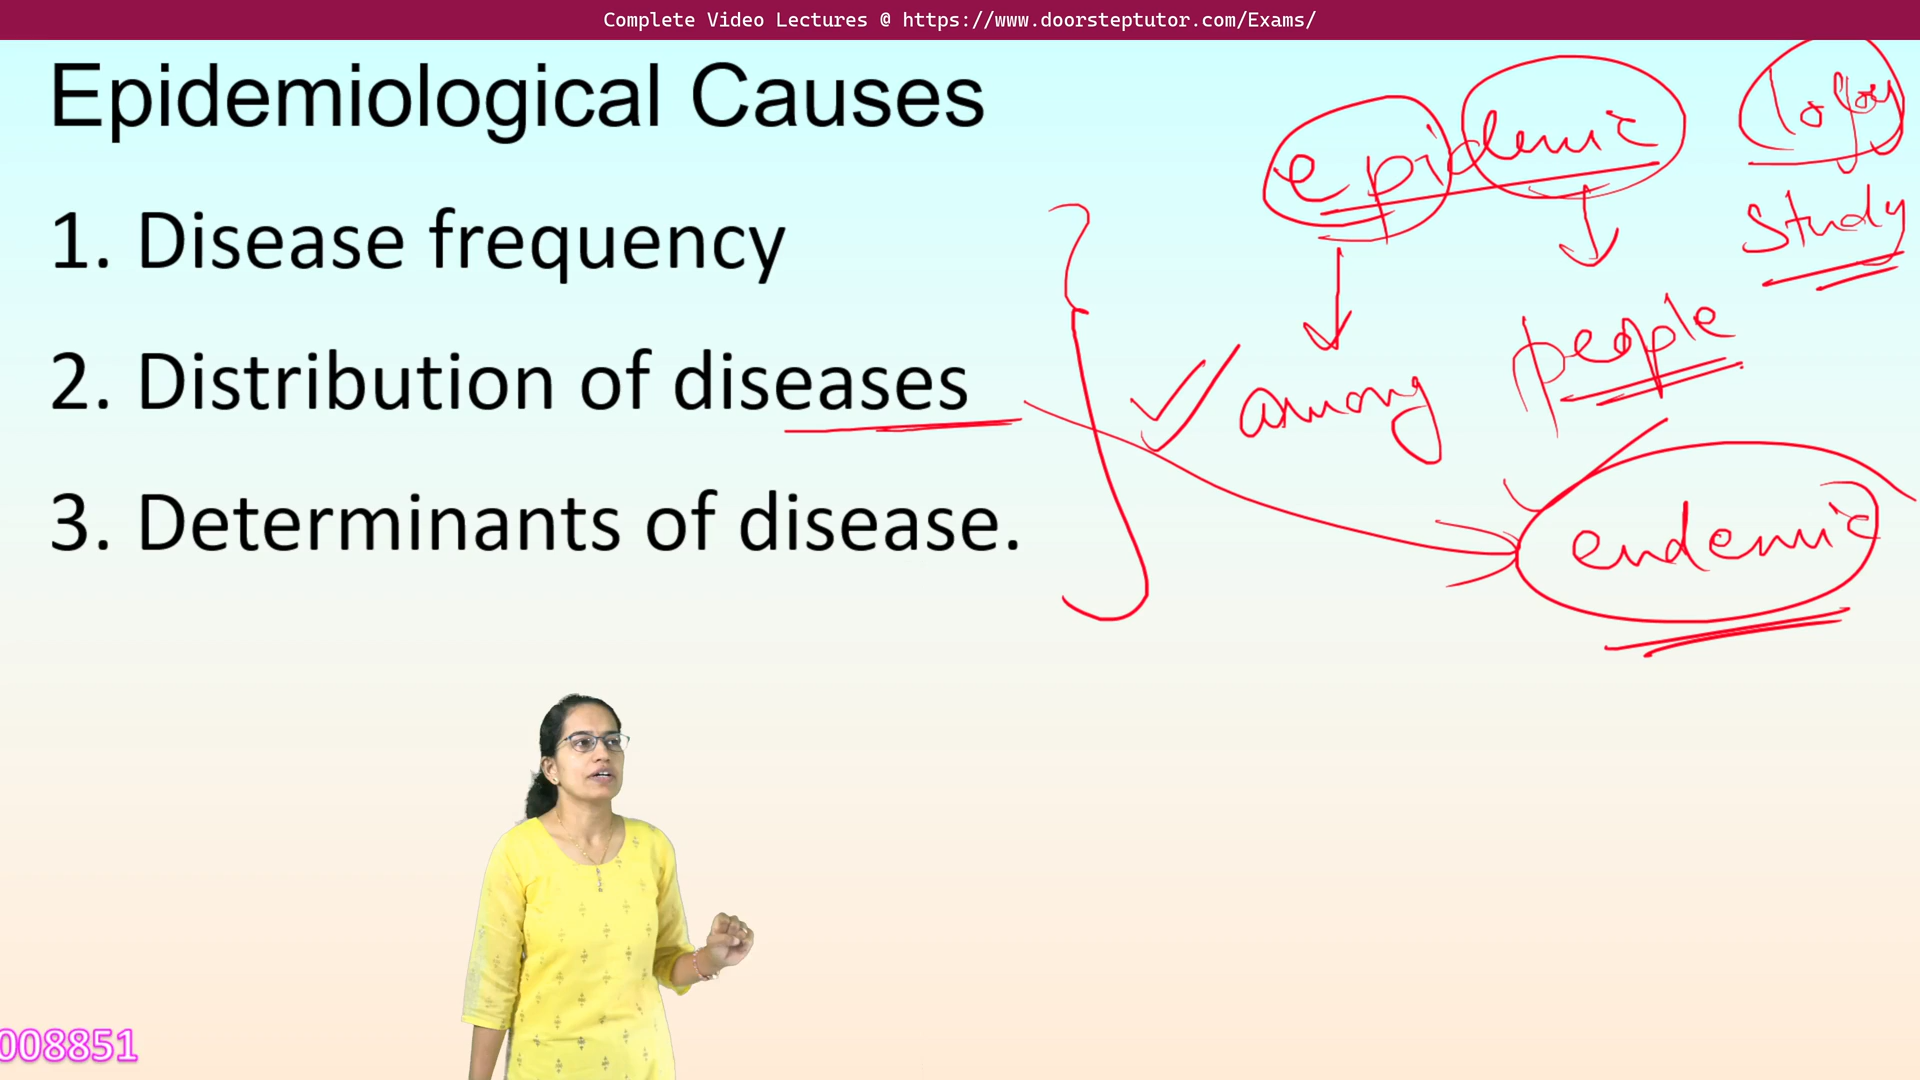 Complete Video Lectures @ https://www.doorsteptutor.com/Exams/
Epidemiological Causes
1. Disease frequency
2. Distribution of diseases
3. Determinants of disease.
epidemic
logy
study
among
people
endemic
008851